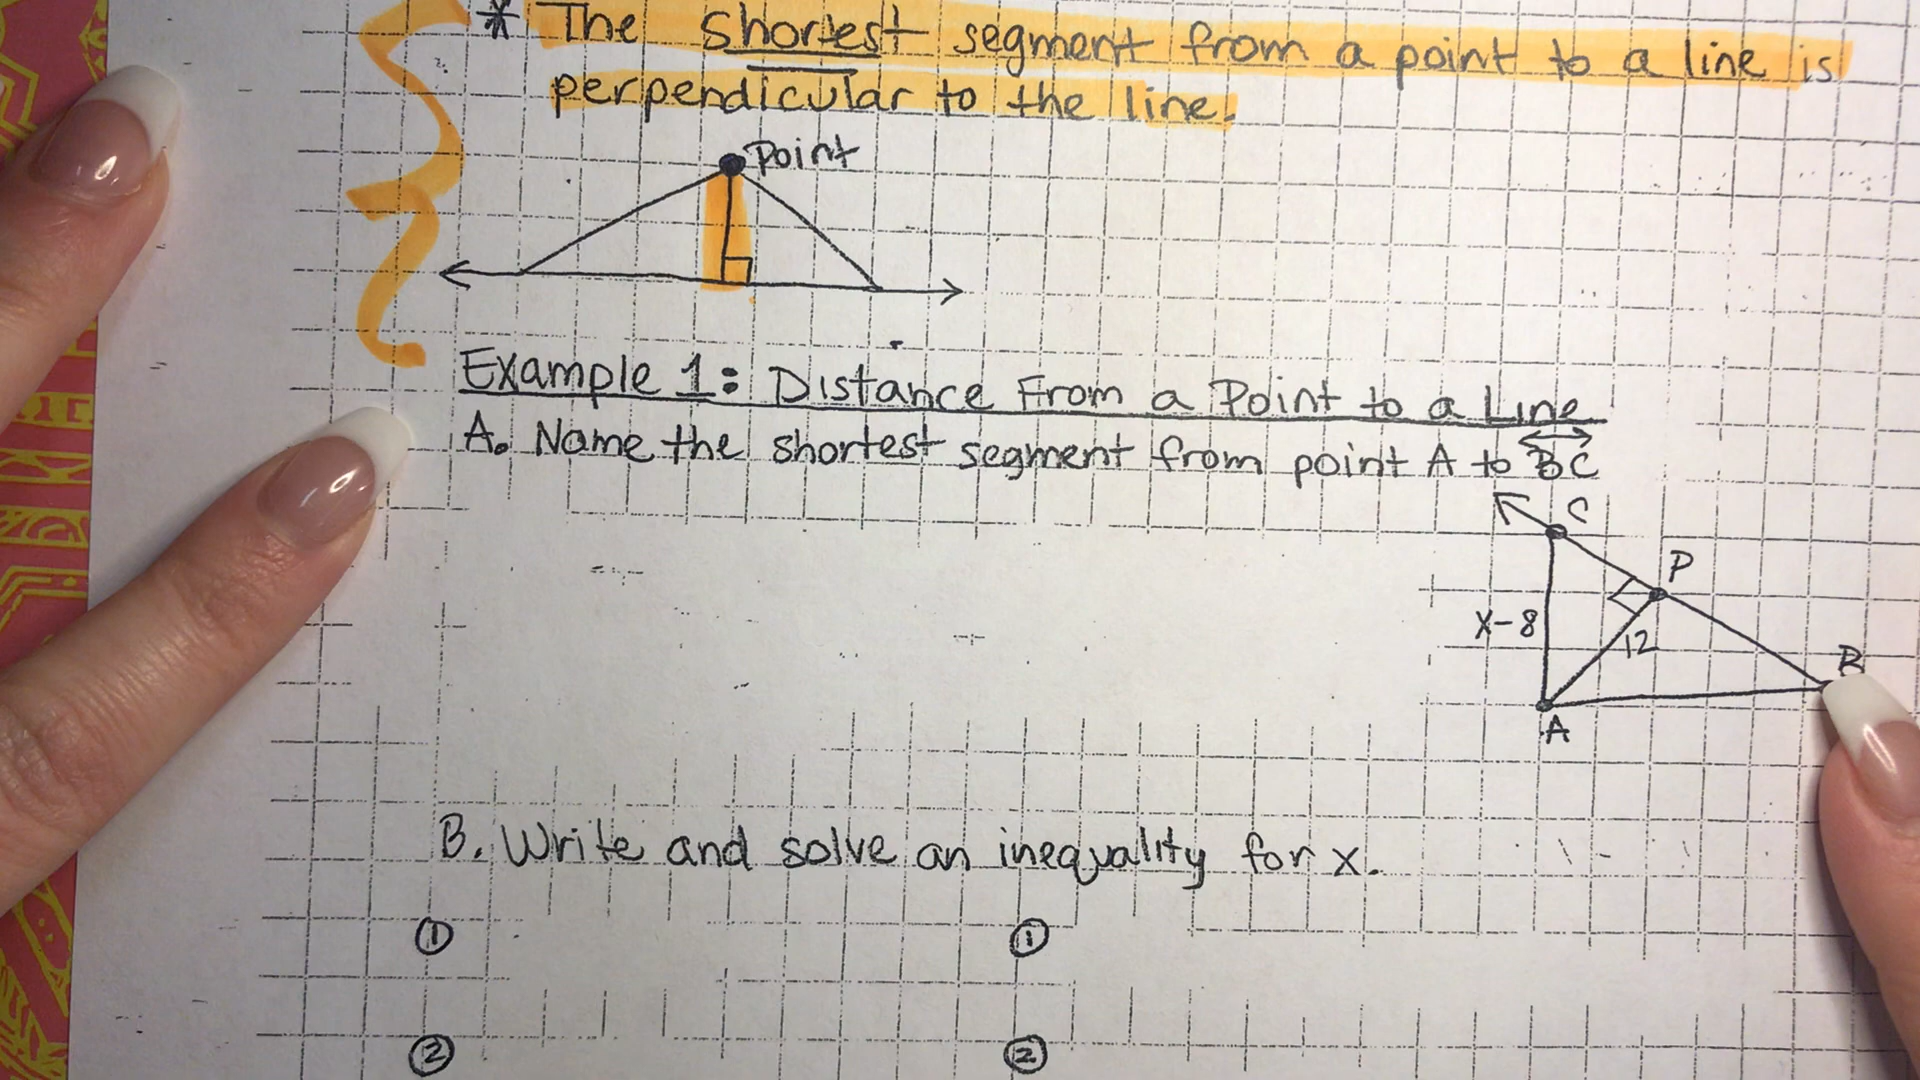 * The shortest segment from a point to a line is
perpendicular to the line.
Point
Example 1: Distance From a Point to a Line
A. Name the shortest segment from point A to BC
C
P
X-8
12
B
A
B. Write and solve an inequality for x.
① ①
② ②